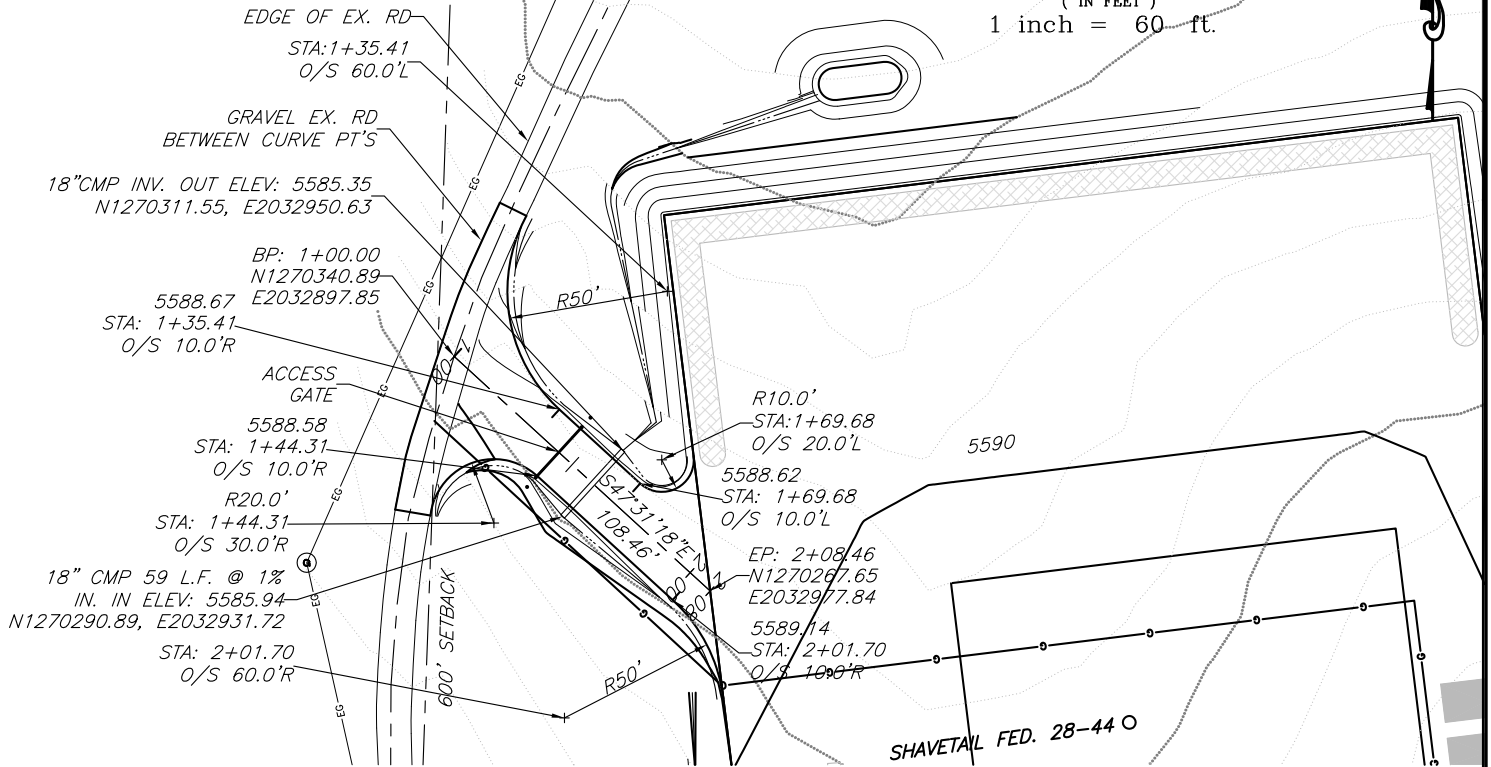 ( IN FEET )
1 inch = 60 ft.
EDGE OF EX. RD
STA:1+35.41
O/S 60.0'L
GRAVEL EX. RD
BETWEEN CURVE PT'S
18"CMP INV. OUT ELEV: 5585.35
N1270311.55, E2032950.63
BP: 1+00.00
N1270340.89
E2032897.85
5588.67
STA: 1+35.41
O/S 10.0'R
ACCESS
GATE
5588.58
STA: 1+44.31
O/S 10.0'R
R20.0'
STA: 1+44.31
O/S 30.0'R
18" CMP 59 L.F. @ 1%
IN. IN ELEV: 5585.94
N1270290.89, E2032931.72
STA: 2+01.70
O/S 60.0'R
600' SETBACK
EG
EG
EG
EG
EG
EG
EG
R50'
R50'
S47°31'18"E
108.46'
R10.0'
STA:1+69.68
O/S 20.0'L
5588.62
STA: 1+69.68
O/S 10.0'L
EP: 2+08.46
N1270267.65
E2032977.84
5589.14
STA: 2+01.70
O/S 10.0'R
5590
SHAVETAIL FED. 28-44
G
G
G
G
G
G
G
G
G
G